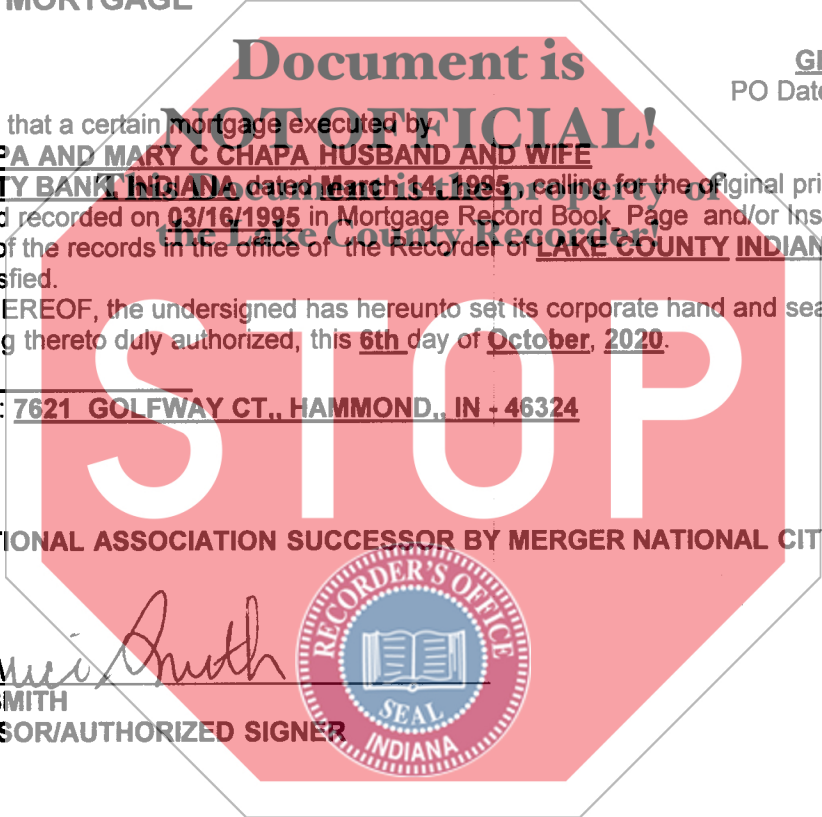 MORTGAGE
Document is
GI
PO Date
NOT OFFICIAL!
that a certain mortgage executed by
PA AND MARY C CHAPA HUSBAND AND WIFE
This Document is the property of
TY BANK, INDIANA dated March 14, 1995 calling for the original pri
d recorded on 03/16/1995 in Mortgage Record Book Page and/or Ins
the Lake County Recorder!
of the records in the office of the Recorder of LAKE COUNTY INDIAN
sfied.
EREOF, the undersigned has hereunto set its corporate hand and sea
g thereto duly authorized, this 6th day of October, 2020.
: 7621 GOLFWAY CT,, HAMMOND,, IN - 46324
STOP
TIONAL ASSOCIATION SUCCESSOR BY MERGER NATIONAL CIT
Smith
SMITH
SOR/AUTHORIZED SIGNER
RECORDER'S OFFICE
SEAL
INDIANA